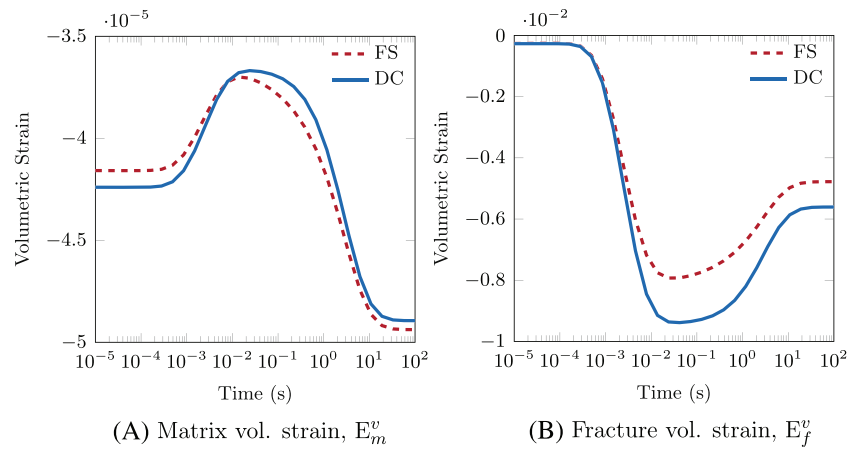 ·10⁻⁵
−3.5
−4
−4.5
−5
Volumetric Strain
FS
DC
10⁻⁵ 10⁻⁴ 10⁻³ 10⁻² 10⁻¹ 10⁰ 10¹ 10²
Time (s)
(A) Matrix vol. strain, Eᵥₘ
·10⁻²
0
−0.2
−0.4
−0.6
−0.8
−1
Volumetric Strain
FS
DC
10⁻⁵ 10⁻⁴ 10⁻³ 10⁻² 10⁻¹ 10⁰ 10¹ 10²
Time (s)
(B) Fracture vol. strain, E_f^v